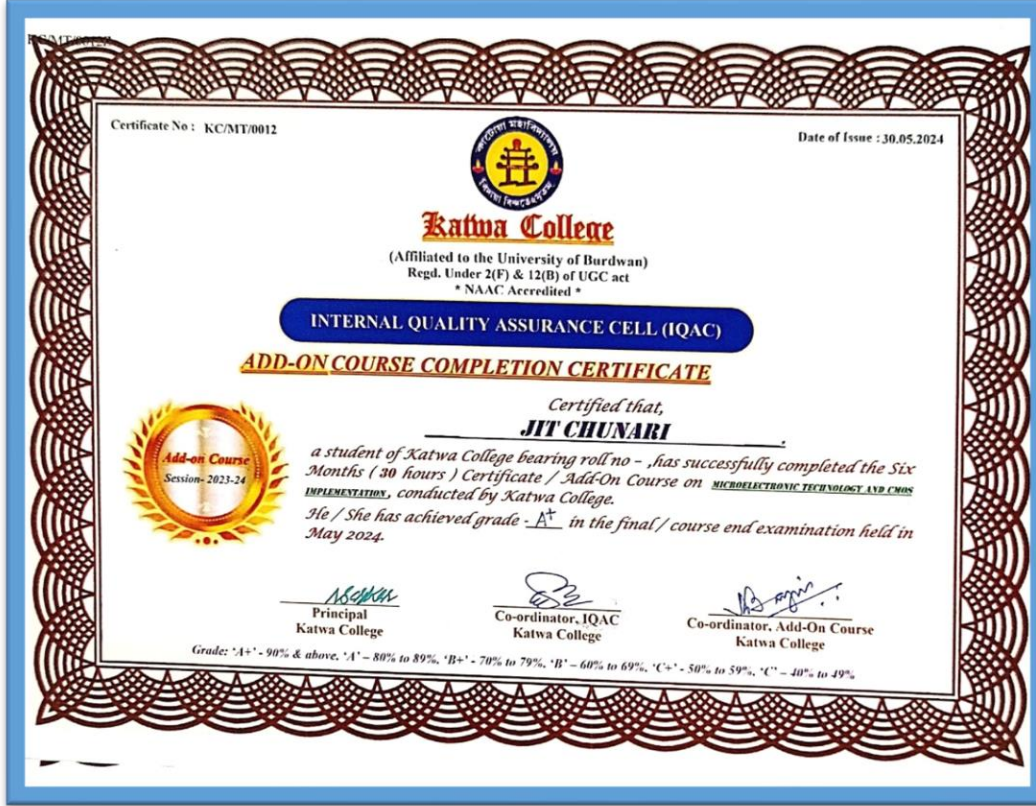 Certificate No : KC/MT/0012
Date of Issue : 30.05.2024
কাটোয়া মহাবিদ্যালয়
Katwa College
(Affiliated to the University of Burdwan)
Regd. Under 2(F) & 12(B) of UGC act
* NAAC Accredited *
INTERNAL QUALITY ASSURANCE CELL (IQAC)
ADD-ON COURSE COMPLETION CERTIFICATE
Certified that,
JIT CHUNARI.
Add-on Course
Session- 2023-24
a student of Katwa College bearing roll no – ,has successfully completed the Six
Months ( 30 hours ) Certificate / Add-On Course on MICROELECTRONIC TECHNOLOGY AND CMOS
IMPLEMENTATION, conducted by Katwa College.
He / She has achieved grade - A+ in the final / course end examination held in
May 2024.
Principal
Katwa College
Co-ordinator, IQAC
Katwa College
Co-ordinator, Add-On Course
Katwa College
Grade: 'A+' - 90% & above, 'A' – 80% to 89%, 'B+' - 70% to 79%, 'B' – 60% to 69%, 'C+' - 50% to 59%, 'C' – 40% to 49%